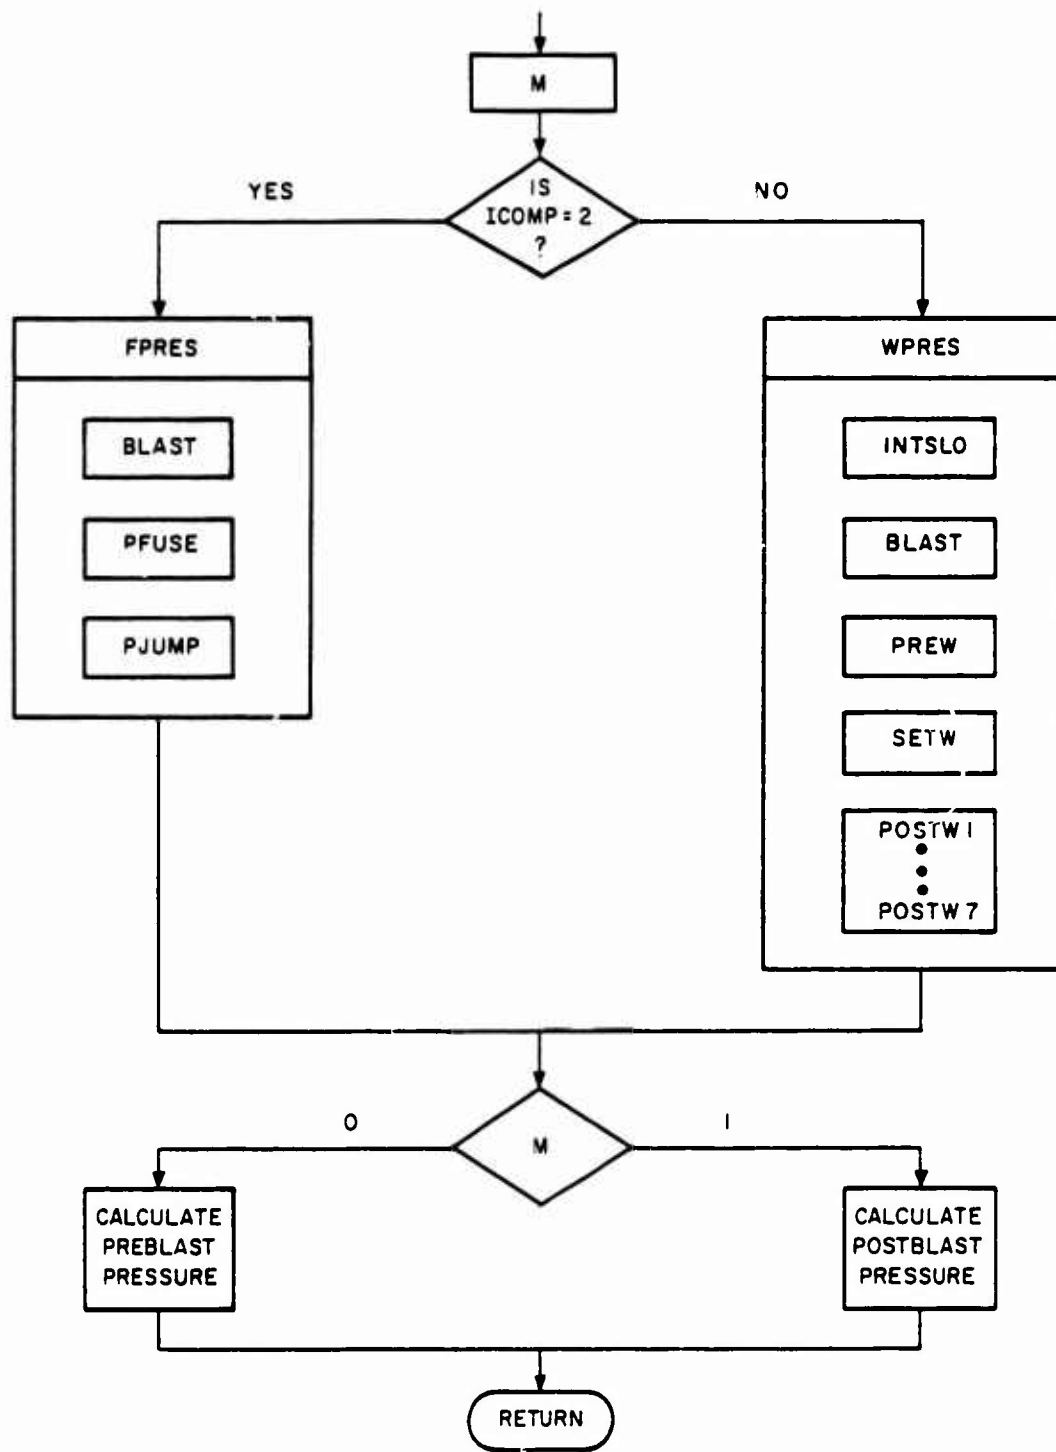 M
IS
ICOMP = 2
?
YES
NO
FPRES
BLAST
PFUSE
PJUMP
WPRES
INTSLO
BLAST
PREW
SETW
POSTW 1
POSTW 7
M
0
1
CALCULATE
PREBLAST
PRESSURE
CALCULATE
POSTBLAST
PRESSURE
RETURN